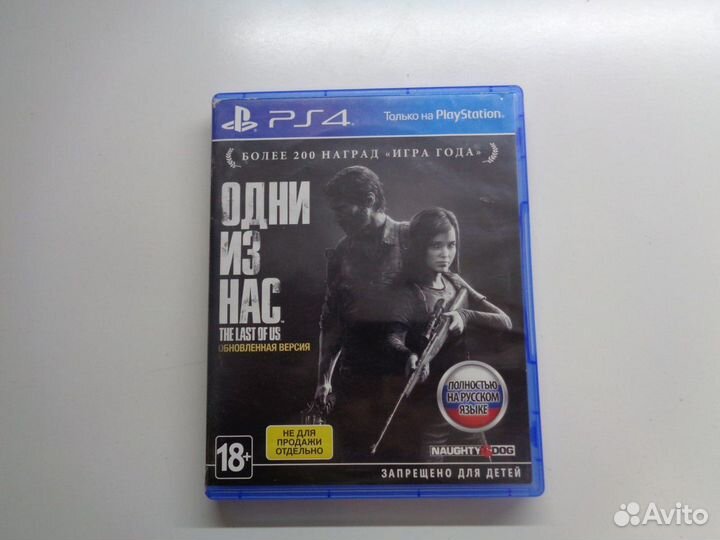 PS4
Только на PlayStation
БОЛЕЕ 200 НАГРАД «ИГРА ГОДА»
ОДНИ
ИЗ
НАС
THE LAST OF US
ОБНОВЛЕННАЯ ВЕРСИЯ
ПОЛНОСТЬЮ
НА РУССКОМ
ЯЗЫКЕ
НЕ ДЛЯ
ПРОДАЖИ
ОТДЕЛЬНО
18+
NAUGHTY DOG
ЗАПРЕЩЕНО ДЛЯ ДЕТЕЙ
Avito